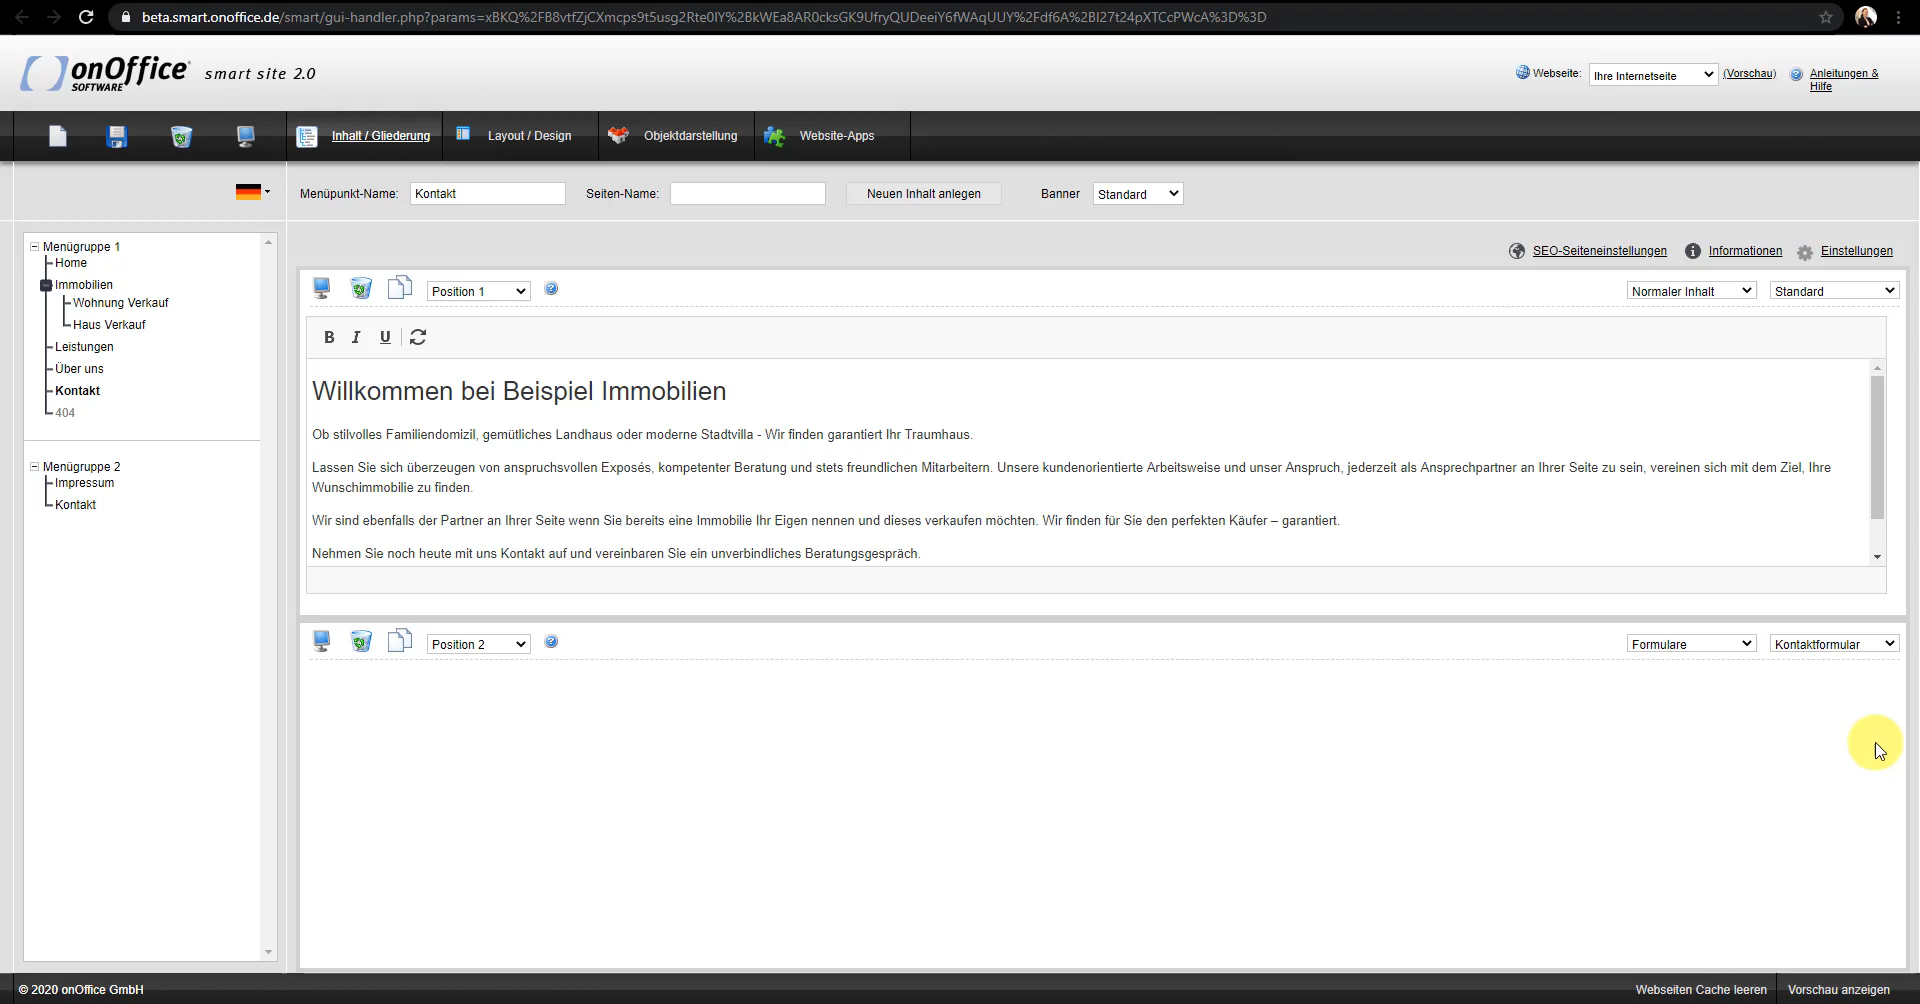 beta.smart.onoffice.de/smart/gui-handler.php?params=xBKQ%2FB8vtfZjCXmcps9t5usg2Rte0IY%2BkWEa8AR0cksGK9UfryQUDeeiY6fWAqUUY%2Fdf6A%2BI27t24pXTCcPWcA%3D%3D
onOffice
SOFTWARE
smart site 2.0
Webseite:
Ihre Internetseite
(Vorschau)
Anleitungen &
Hilfe
Inhalt / Gliederung
Layout / Design
Objektdarstellung
Website-Apps
Menüpunkt-Name:
Kontakt
Seiten-Name:
Neuen Inhalt anlegen
Banner
Standard
SEO-Seiteneinstellungen
Informationen
Einstellungen
Menügruppe 1
Home
Immobilien
Wohnung Verkauf
Haus Verkauf
Leistungen
Über uns
Kontakt
404
Menügruppe 2
Impressum
Kontakt
Position 1
Normaler Inhalt
Standard
B I U
Willkommen bei Beispiel Immobilien
Ob stilvolles Familiendomizil, gemütliches Landhaus oder moderne Stadtvilla - Wir finden garantiert Ihr Traumhaus.
Lassen Sie sich überzeugen von anspruchsvollen Exposés, kompetenter Beratung und stets freundlichen Mitarbeitern. Unsere kundenorientierte Arbeitsweise und unser Anspruch, jederzeit als Ansprechpartner an Ihrer Seite zu sein, vereinen sich mit dem Ziel, Ihre
Wunschimmobilie zu finden.
Wir sind ebenfalls der Partner an Ihrer Seite wenn Sie bereits eine Immobilie Ihr Eigen nennen und dieses verkaufen möchten. Wir finden für Sie den perfekten Käufer – garantiert.
Nehmen Sie noch heute mit uns Kontakt auf und vereinbaren Sie ein unverbindliches Beratungsgespräch.
Position 2
Formulare
Kontaktformular
© 2020 onOffice GmbH
Webseiten Cache leeren
Vorschau anzeigen